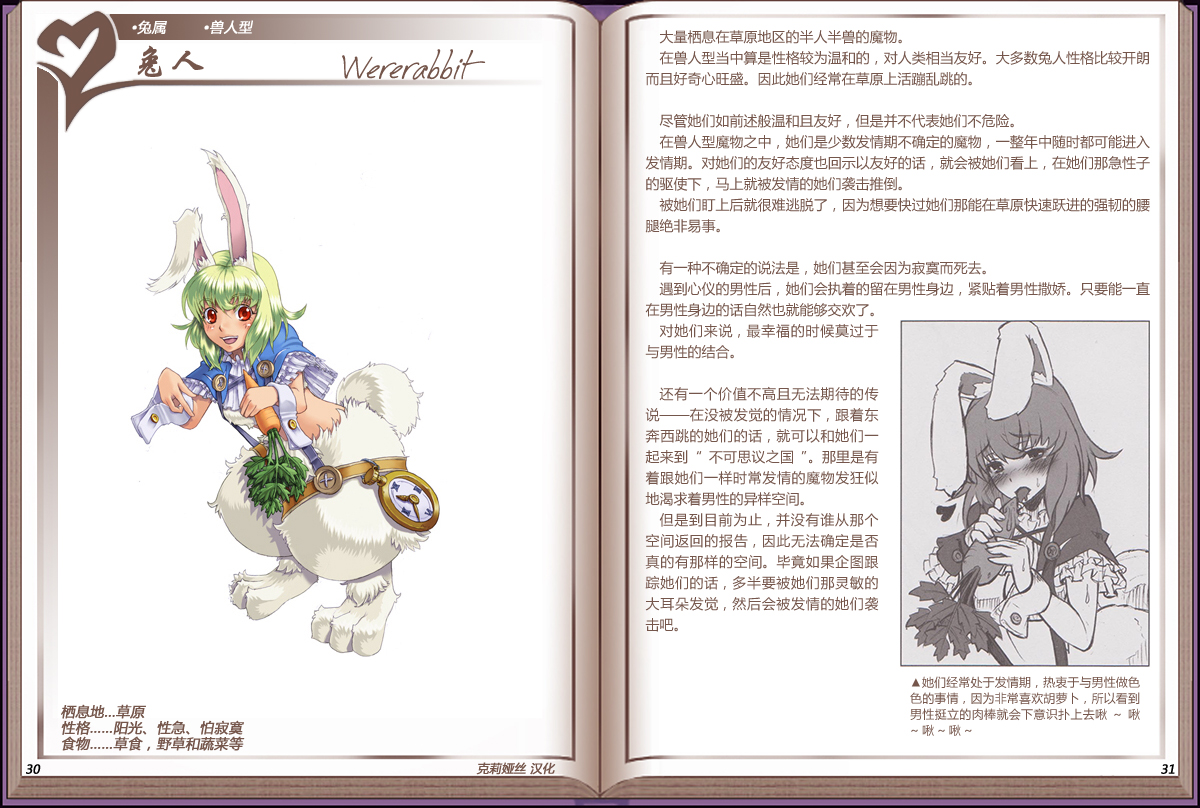 •兔属 •兽人型
兔人 Wererabbit
栖息地...草原
性格......阳光、性急、怕寂寞
食物......草食，野草和蔬菜等
30
克莉娅丝 汉化
大量栖息在草原地区的半人半兽的魔物。
在兽人型当中算是性格较为温和的，对人类相当友好。大多数兔人性格比较开朗
而且好奇心旺盛。因此她们经常在草原上活蹦乱跳的。
尽管她们如前述般温和且友好，但是并不代表她们不危险。
在兽人型魔物之中，她们是少数发情期不确定的魔物，一整年中随时都可能进入
发情期。对她们的友好态度也回示以友好的话，就会被她们看上，在她们那急性子
的驱使下，马上就被发情的她们袭击推倒。
被她们盯上后就很难逃脱了，因为想要快过她们那能在草原快速跃进的强韧的腰
腿绝非易事。
有一种不确定的说法是，她们甚至会因为寂寞而死去。
遇到心仪的男性后，她们会执着的留在男性身边，紧贴着男性撒娇。只要能一直
在男性身边的话自然也就能够交欢了。
对她们来说，最幸福的时候莫过于
与男性的结合。
还有一个价值不高且无法期待的传
说——在没被发觉的情况下，跟着东
奔西跳的她们的话，就可以和她们一
起来到“ 不可思议之国 ”。那里是有
着跟她们一样时常发情的魔物发狂似
地渴求着男性的异样空间。
但是到目前为止，并没有谁从那个
空间返回的报告，因此无法确定是否
真的有那样的空间。毕竟如果企图跟
踪她们的话，多半要被她们那灵敏的
大耳朵发觉，然后会被发情的她们袭
击吧。
▲她们经常处于发情期，热衷于与男性做色
色的事情，因为非常喜欢胡萝卜，所以看到
男性挺立的肉棒就会下意识扑上去啾 ~ 啾
~ 啾 ~ 啾 ~
31